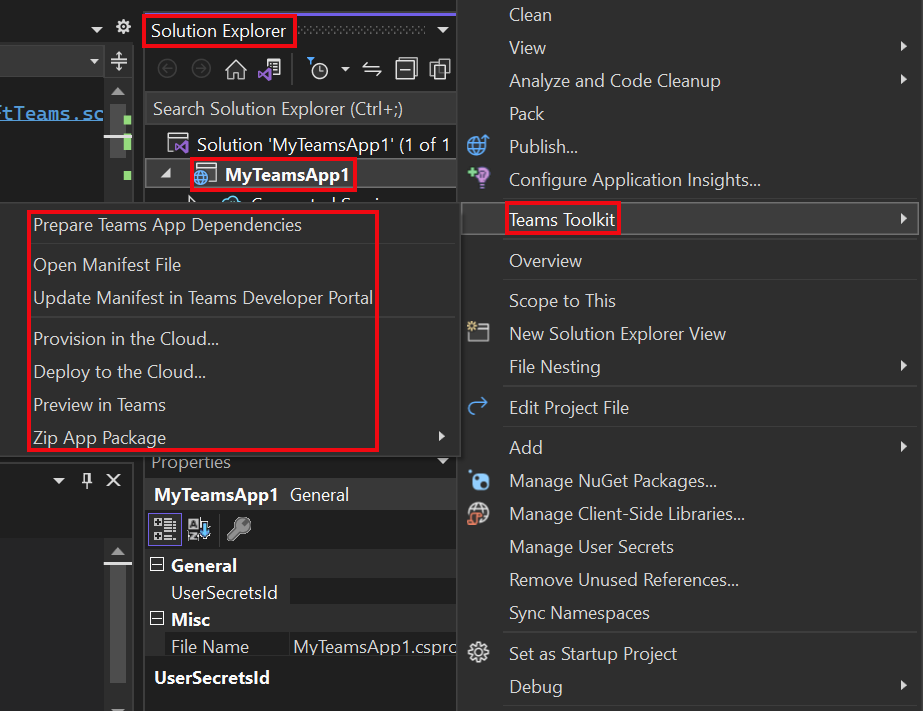 Solution Explorer
tTeams.sc
Search Solution Explorer (Ctrl+;)
Solution 'MyTeamsApp1' (1 of 1
MyTeamsApp1
Prepare Teams App Dependencies
Open Manifest File
Update Manifest in Teams Developer Portal
Provision in the Cloud...
Deploy to the Cloud...
Preview in Teams
Zip App Package
Properties
MyTeamsApp1 General
General
UserSecretsId
Misc
File Name MyTeamsApp1.cspro
UserSecretsId
Clean
View
Analyze and Code Cleanup
Pack
Publish...
Configure Application Insights...
Teams Toolkit
Overview
Scope to This
New Solution Explorer View
File Nesting
Edit Project File
Add
Manage NuGet Packages...
Manage Client-Side Libraries...
Manage User Secrets
Remove Unused References...
Sync Namespaces
Set as Startup Project
Debug